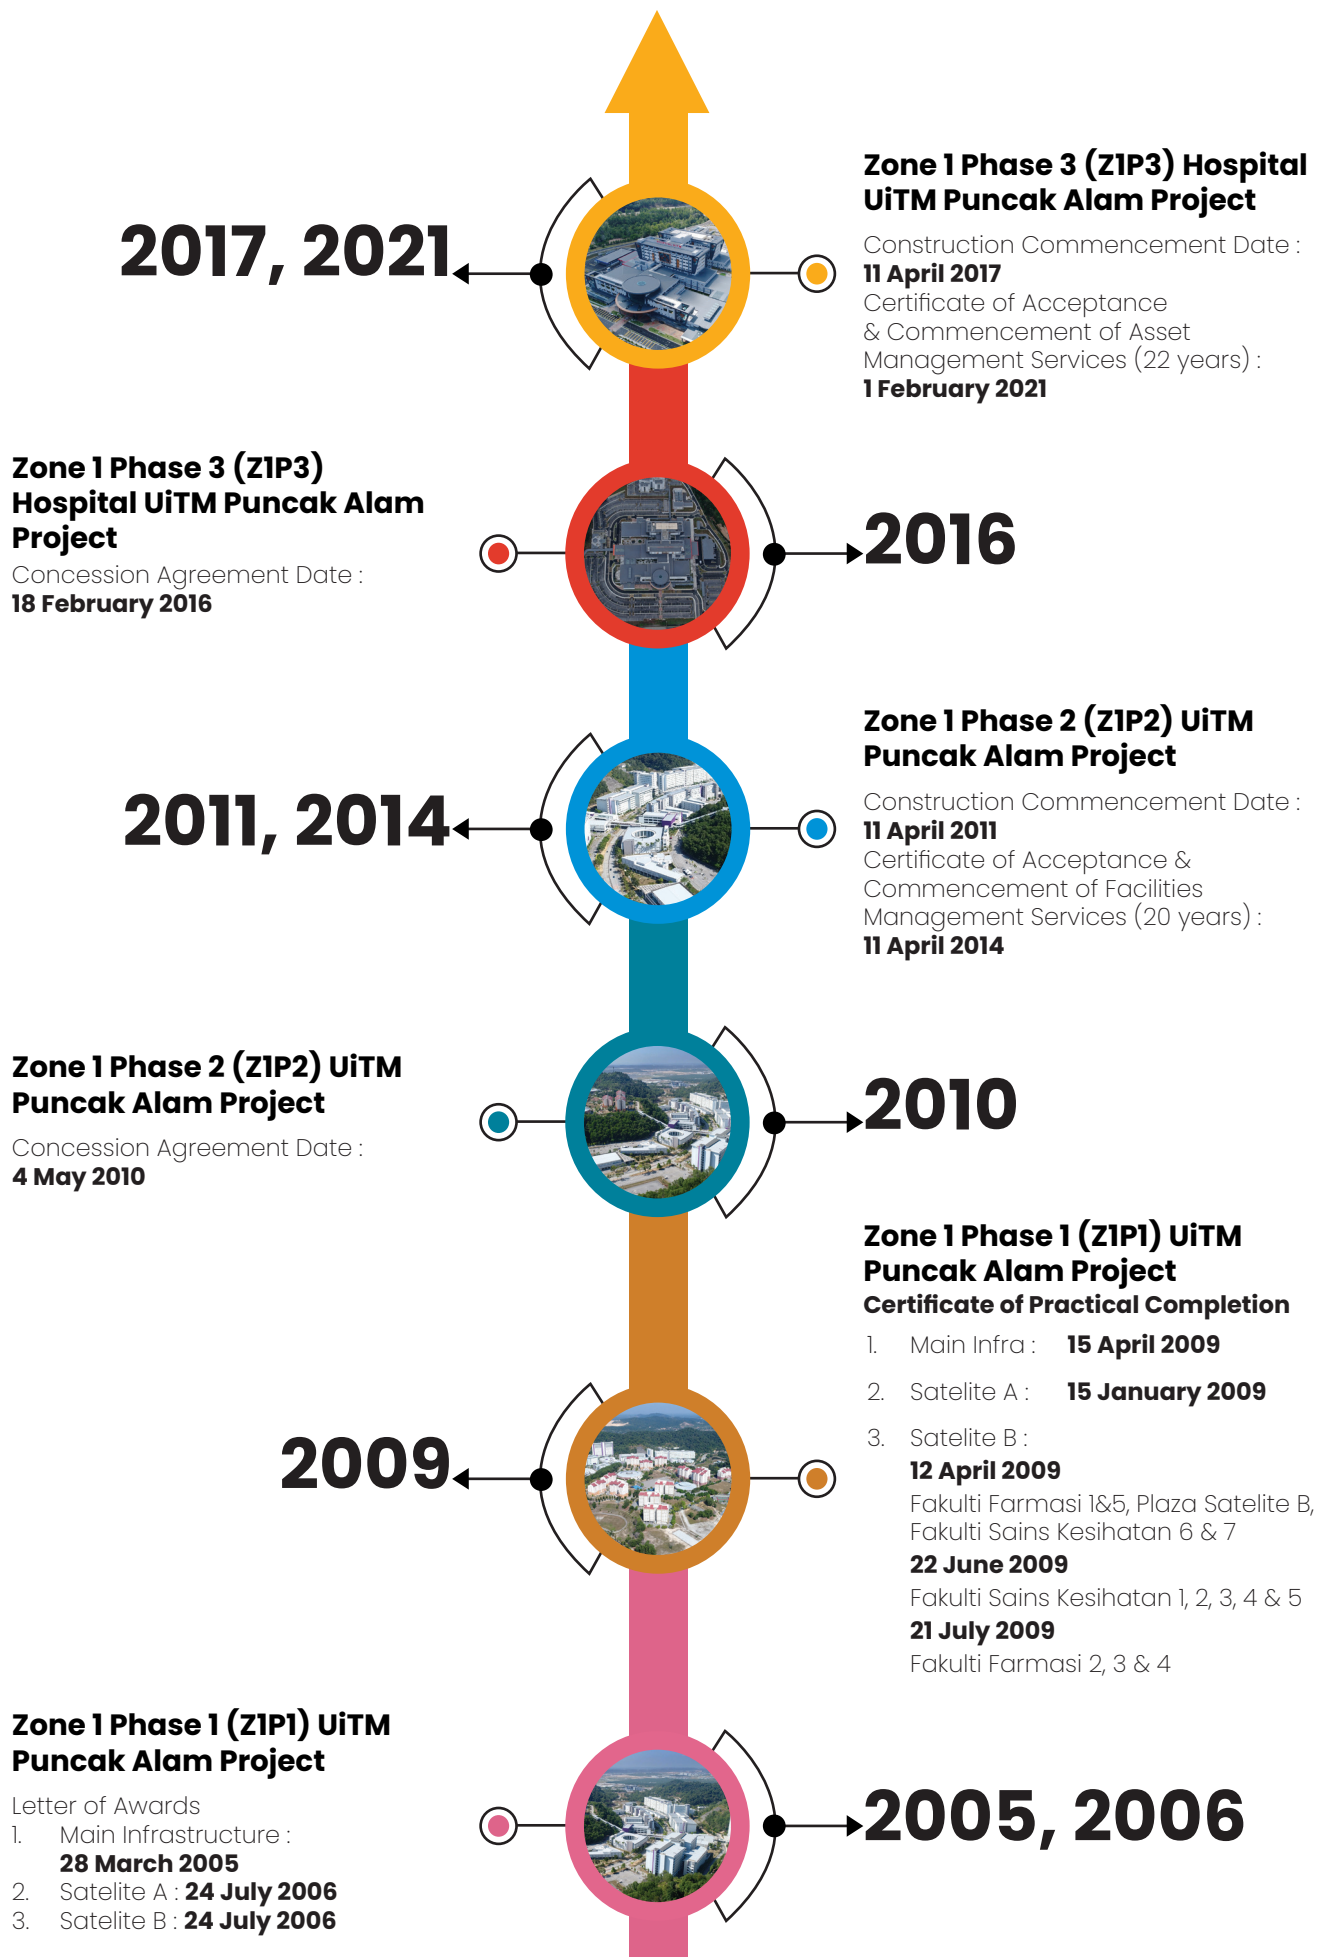 2017, 2021
Zone 1 Phase 3 (Z1P3) Hospital
UiTM Puncak Alam Project
Construction Commencement Date :
11 April 2017
Certificate of Acceptance
& Commencement of Asset
Management Services (22 years) :
1 February 2021
Zone 1 Phase 3 (Z1P3)
Hospital UiTM Puncak Alam
Project
Concession Agreement Date :
18 February 2016
2016
2011, 2014
Zone 1 Phase 2 (Z1P2) UiTM
Puncak Alam Project
Construction Commencement Date :
11 April 2011
Certificate of Acceptance &
Commencement of Facilities
Management Services (20 years) :
11 April 2014
Zone 1 Phase 2 (Z1P2) UiTM
Puncak Alam Project
Concession Agreement Date :
4 May 2010
2010
2009
Zone 1 Phase 1 (Z1P1) UiTM
Puncak Alam Project
Certificate of Practical Completion
1. Main Infra : 15 April 2009
2. Satelite A : 15 January 2009
3. Satelite B :
12 April 2009
Fakulti Farmasi 1&5, Plaza Satelite B,
Fakulti Sains Kesihatan 6 & 7
22 June 2009
Fakulti Sains Kesihatan 1, 2, 3, 4 & 5
21 July 2009
Fakulti Farmasi 2, 3 & 4
Zone 1 Phase 1 (Z1P1) UiTM
Puncak Alam Project
Letter of Awards
1. Main Infrastructure :
28 March 2005
2. Satelite A : 24 July 2006
3. Satelite B : 24 July 2006
2005, 2006